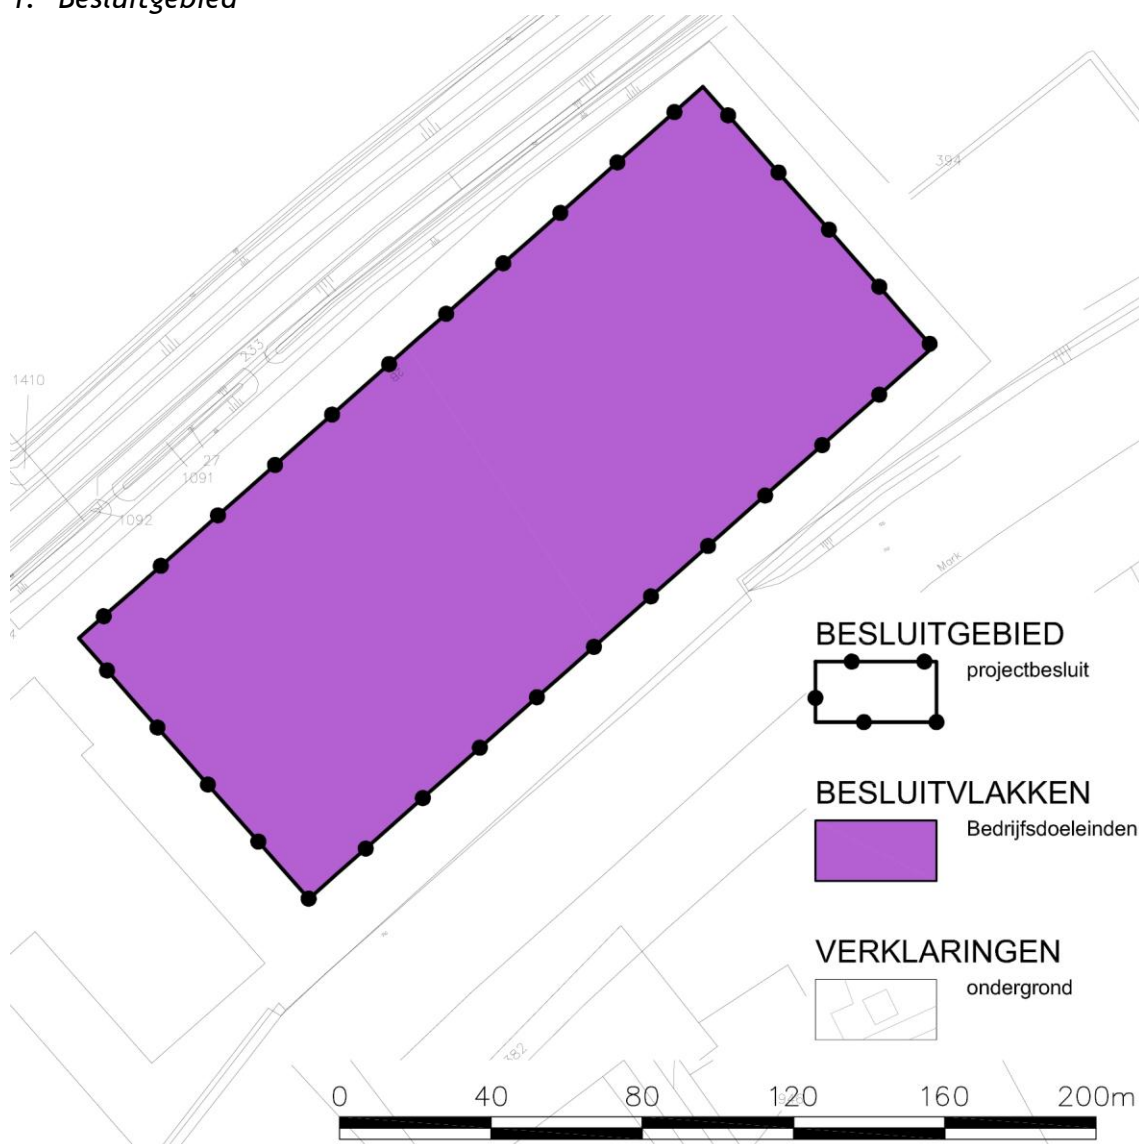 1. Besluitgebied
394
1410
233
27
1091
1092
Mark
BESLUITGEBIED
projectbesluit
BESLUITVLAKKEN
Bedrijfsdoeleinden
VERKLARINGEN
ondergrond
382
0 40 80 120 160 200m